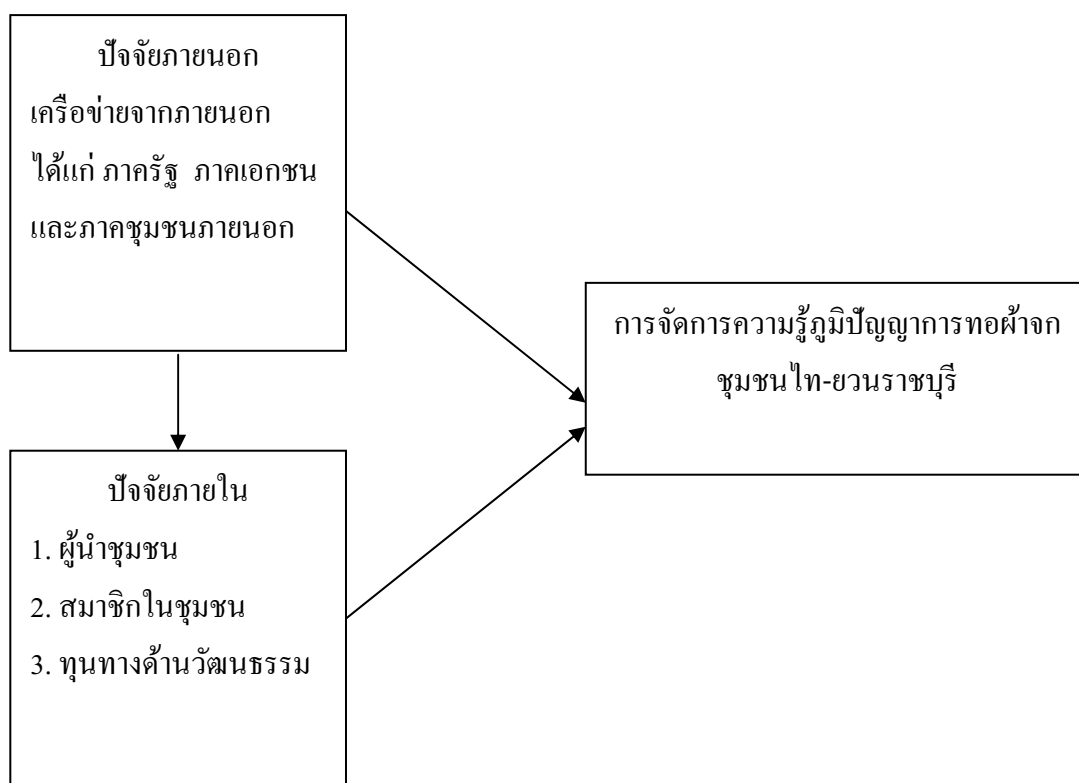 ปัจจัยภายนอก
เครือข่ายจากภายนอก
ได้แก่ ภาครัฐ ภาคเอกชน
และภาคชุมชนภายนอก
การจัดการความรู้ภูมิปัญญาการทอผ้าจก
ชุมชนไท-ยวนราชบุรี
ปัจจัยภายใน
1. ผู้นำชุมชน
2. สมาชิกในชุมชน
3. ทุนทางด้านวัฒนธรรม